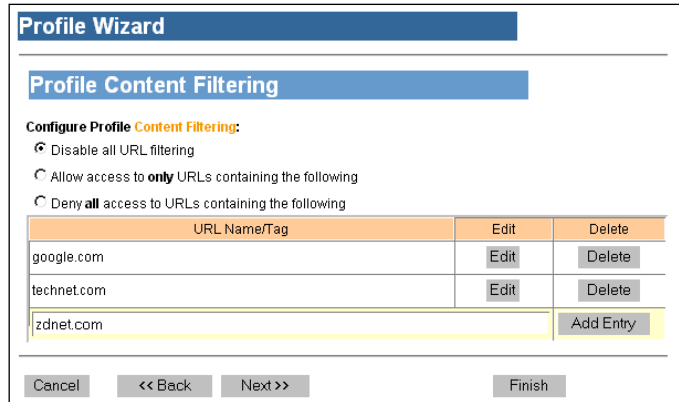 Profile Wizard
Profile Content Filtering
Configure Profile Content Filtering:
Disable all URL filtering
Allow access to only URLs containing the following
Deny all access to URLs containing the following
URL Name/Tag Edit Delete
google.com Edit Delete
technet.com Edit Delete
zdnet.com Add Entry
Cancel << Back Next >> Finish